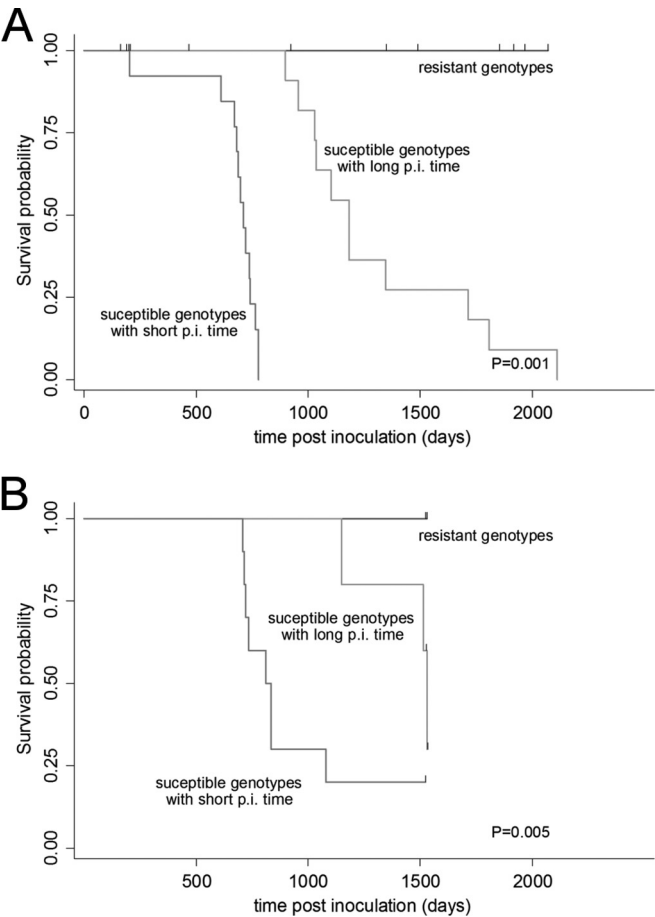 A
1.00
0.75
0.50
0.25
0.00
Survival probability
resistant genotypes
suceptible genotypes
with long p.i. time
suceptible genotypes
with short p.i. time
P=0.001
0 500 1000 1500 2000
time post inoculation (days)
B
1.00
0.75
0.50
0.25
0.00
Survival probability
resistant genotypes
suceptible genotypes
with long p.i. time
suceptible genotypes
with short p.i. time
P=0.005
500 1000 1500 2000
time post inoculation (days)